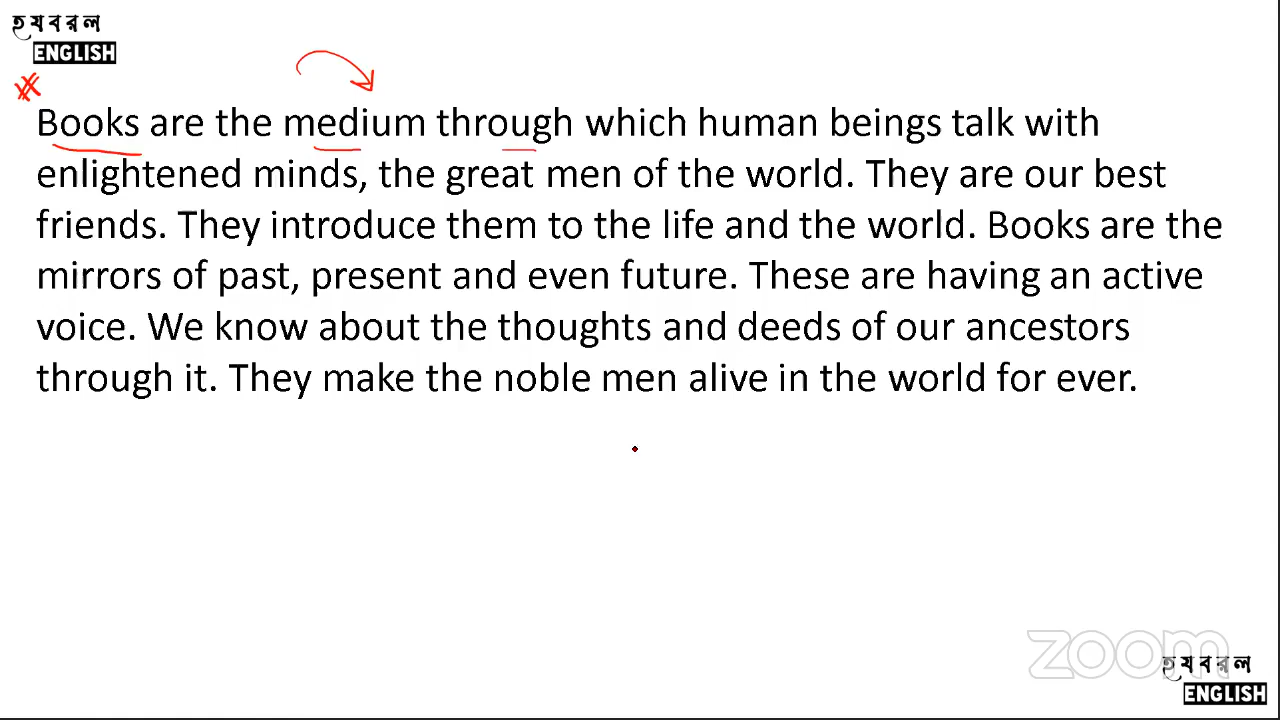 হযবরল
ENGLISH
Books are the medium through which human beings talk with
enlightened minds, the great men of the world. They are our best
friends. They introduce them to the life and the world. Books are the
mirrors of past, present and even future. These are having an active
voice. We know about the thoughts and deeds of our ancestors
through it. They make the noble men alive in the world for ever.
zoom
হযবরল
ENGLISH